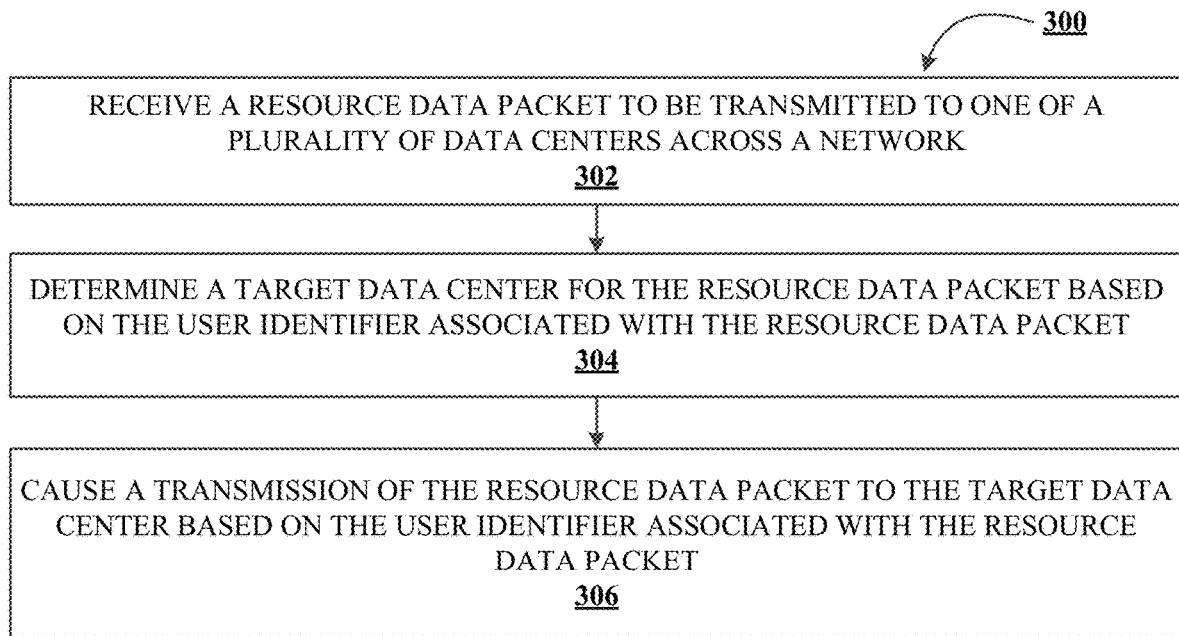 300
RECEIVE A RESOURCE DATA PACKET TO BE TRANSMITTED TO ONE OF A
PLURALITY OF DATA CENTERS ACROSS A NETWORK
302
DETERMINE A TARGET DATA CENTER FOR THE RESOURCE DATA PACKET BASED
ON THE USER IDENTIFIER ASSOCIATED WITH THE RESOURCE DATA PACKET
304
CAUSE A TRANSMISSION OF THE RESOURCE DATA PACKET TO THE TARGET DATA
CENTER BASED ON THE USER IDENTIFIER ASSOCIATED WITH THE RESOURCE
DATA PACKET
306